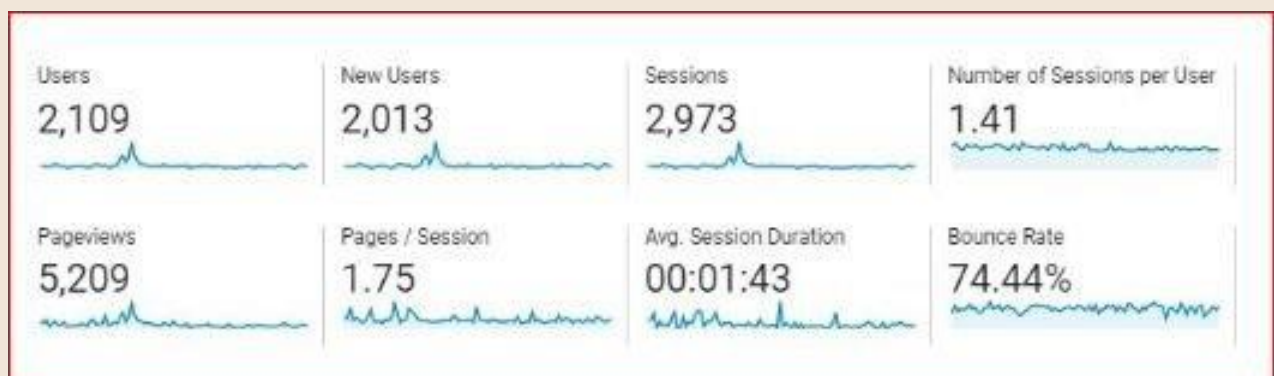 Users
2,109
New Users
2,013
Sessions
2,973
Number of Sessions per User
1.41
Pageviews
5,209
Pages / Session
1.75
Avg. Session Duration
00:01:43
Bounce Rate
74.44%